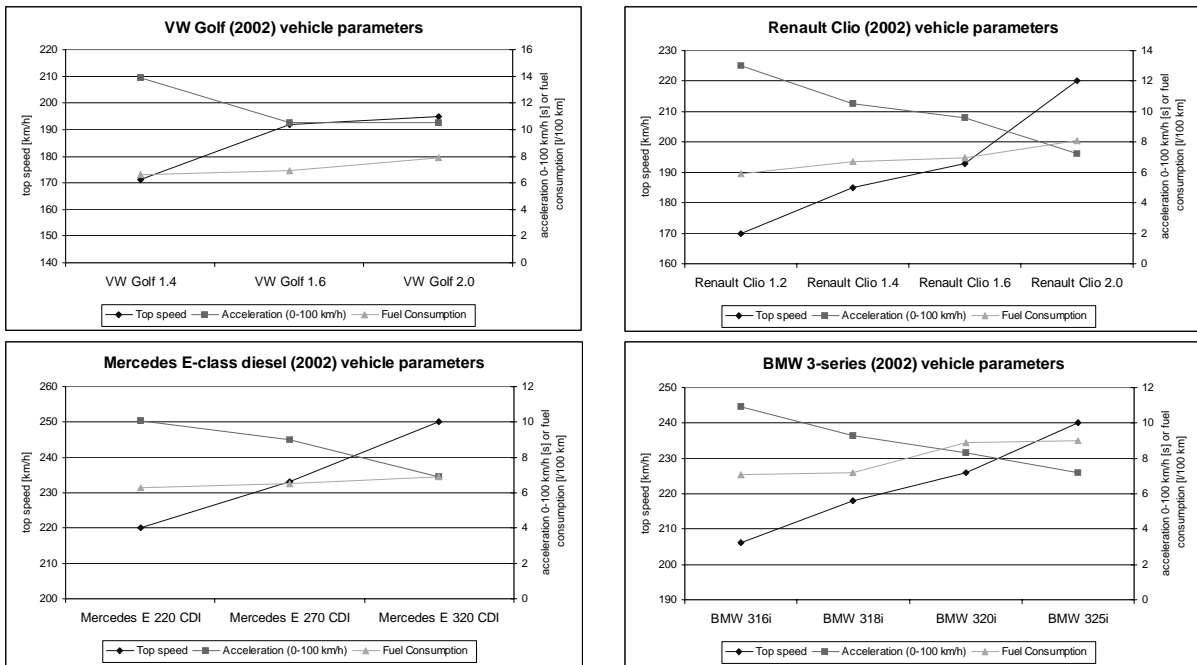 VW Golf (2002) vehicle parameters
220
210
200
190
180
170
160
150
140
top speed [km/h]
16
14
12
10
8
6
4
2
0
acceleration 0-100 km/h [s] or fuel
consumption [l/100 km]
VW Golf 1.4 VW Golf 1.6 VW Golf 2.0
Top speed Acceleration (0-100 km/h) Fuel Consumption
Renault Clio (2002) vehicle parameters
230
220
210
200
190
180
170
160
top speed [km/h]
14
12
10
8
6
4
2
0
acceleration 0-100 km/h [s] or fuel
consumption [l/100 km]
Renault Clio 1.2 Renault Clio 1.4 Renault Clio 1.6 Renault Clio 2.0
Top speed Acceleration (0-100 km/h) Fuel Consumption
Mercedes E-class diesel (2002) vehicle parameters
260
250
240
230
220
210
200
top speed [km/h]
12
10
8
6
4
2
0
acceleration 0-100 km/h [s] or fuel
consumption [l/100 km]
Mercedes E 220 CDI Mercedes E 270 CDI Mercedes E 320 CDI
Top speed Acceleration (0-100 km/h) Fuel Consumption
BMW 3-series (2002) vehicle parameters
250
240
230
220
210
200
190
top speed [km/h]
12
10
8
6
4
2
0
acceleration 0-100 km/h [s] or fuel
consumption [l/100 km]
BMW 316i BMW 318i BMW 320i BMW 325i
Top speed Acceleration (0-100 km/h) Fuel Consumption